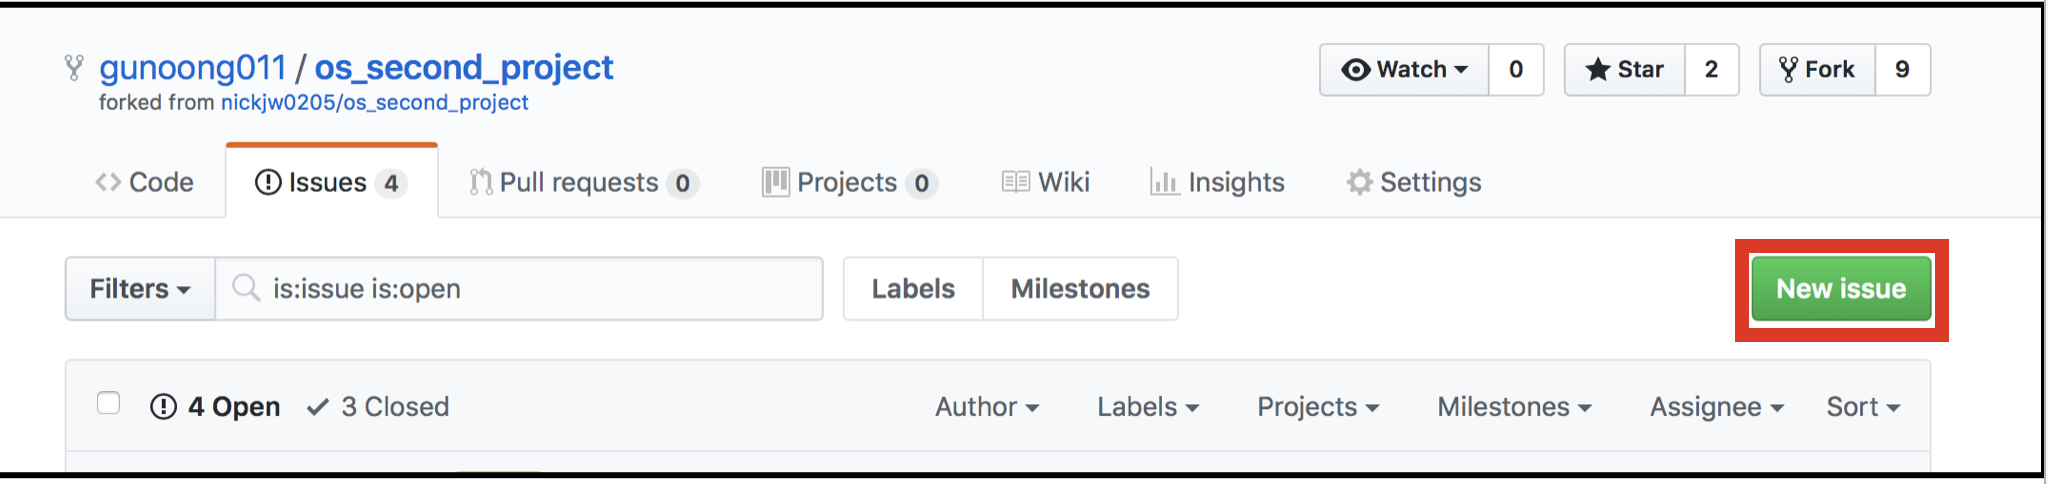 gunoong011 / os_second_project
Watch 0 Star 2 Fork 9
forked from nickjw0205/os_second_project
Code Issues 4 Pull requests 0 Projects 0 Wiki Insights Settings
Filters is:issue is:open Labels Milestones New issue
4 Open 3 Closed Author Labels Projects Milestones Assignee Sort